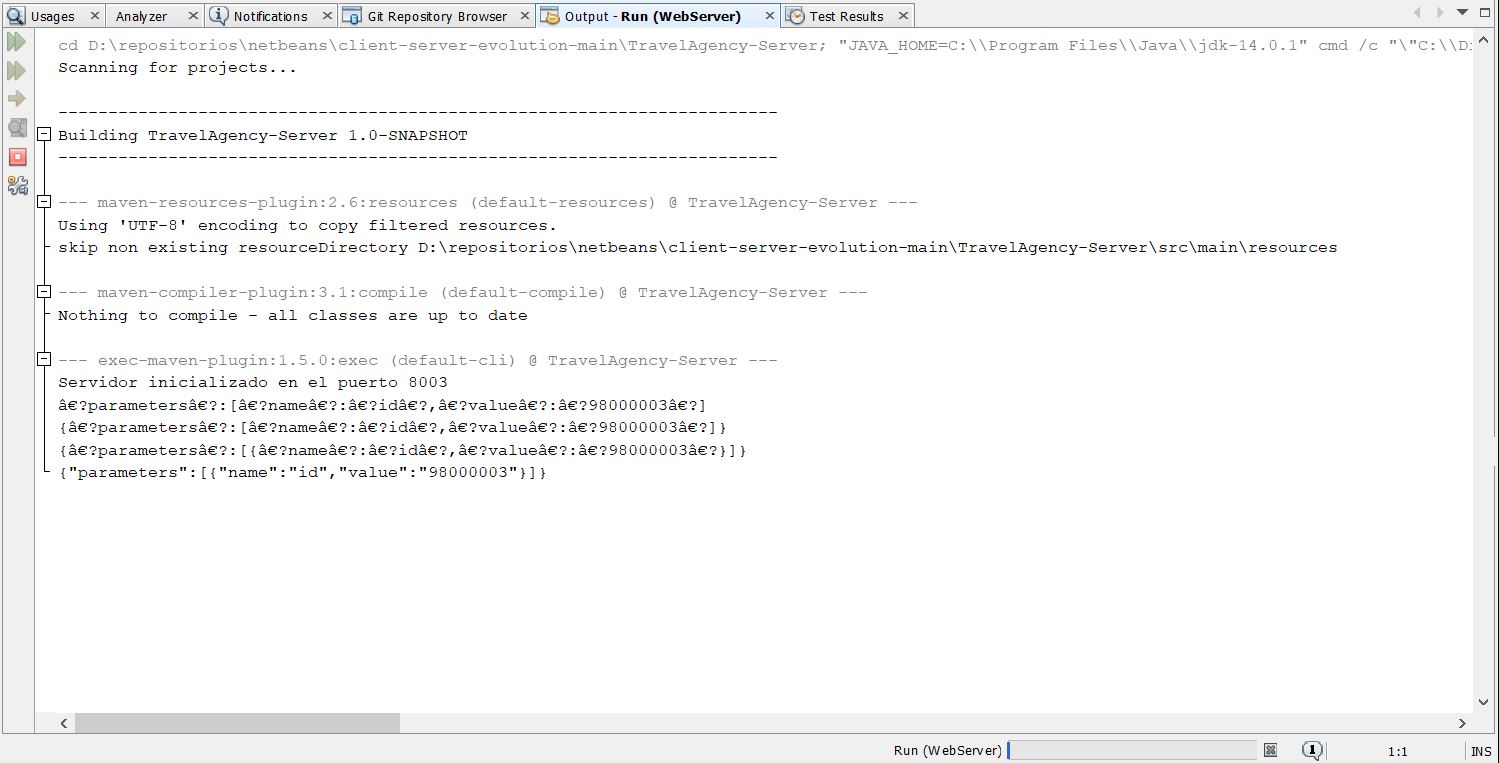 Usages Analyzer Notifications Git Repository Browser Output - Run (WebServer) Test Results
cd D:\repositorios\netbeans\client-server-evolution-main\TravelAgency-Server; "JAVA_HOME=C:\\Program Files\\Java\\jdk-14.0.1" cmd /c "\"C:\\D
Scanning for projects...
------------------------------------------------------------------------
Building TravelAgency-Server 1.0-SNAPSHOT
------------------------------------------------------------------------
--- maven-resources-plugin:2.6:resources (default-resources) @ TravelAgency-Server ---
Using 'UTF-8' encoding to copy filtered resources.
skip non existing resourceDirectory D:\repositorios\netbeans\client-server-evolution-main\TravelAgency-Server\src\main\resources
--- maven-compiler-plugin:3.1:compile (default-compile) @ TravelAgency-Server ---
Nothing to compile - all classes are up to date
--- exec-maven-plugin:1.5.0:exec (default-cli) @ TravelAgency-Server ---
Servidor inicializado en el puerto 8003
â€?parametersâ€?:[â€?nameâ€?:â€?idâ€?,â€?valueâ€?:â€?98000003â€?]
{â€?parametersâ€?:[â€?nameâ€?:â€?idâ€?,â€?valueâ€?:â€?98000003â€?]}
{â€?parametersâ€?:[{â€?nameâ€?:â€?idâ€?,â€?valueâ€?:â€?98000003â€?}]}
{"parameters":[{"name":"id","value":"98000003"}]}
Run (WebServer) 1 1:1 INS